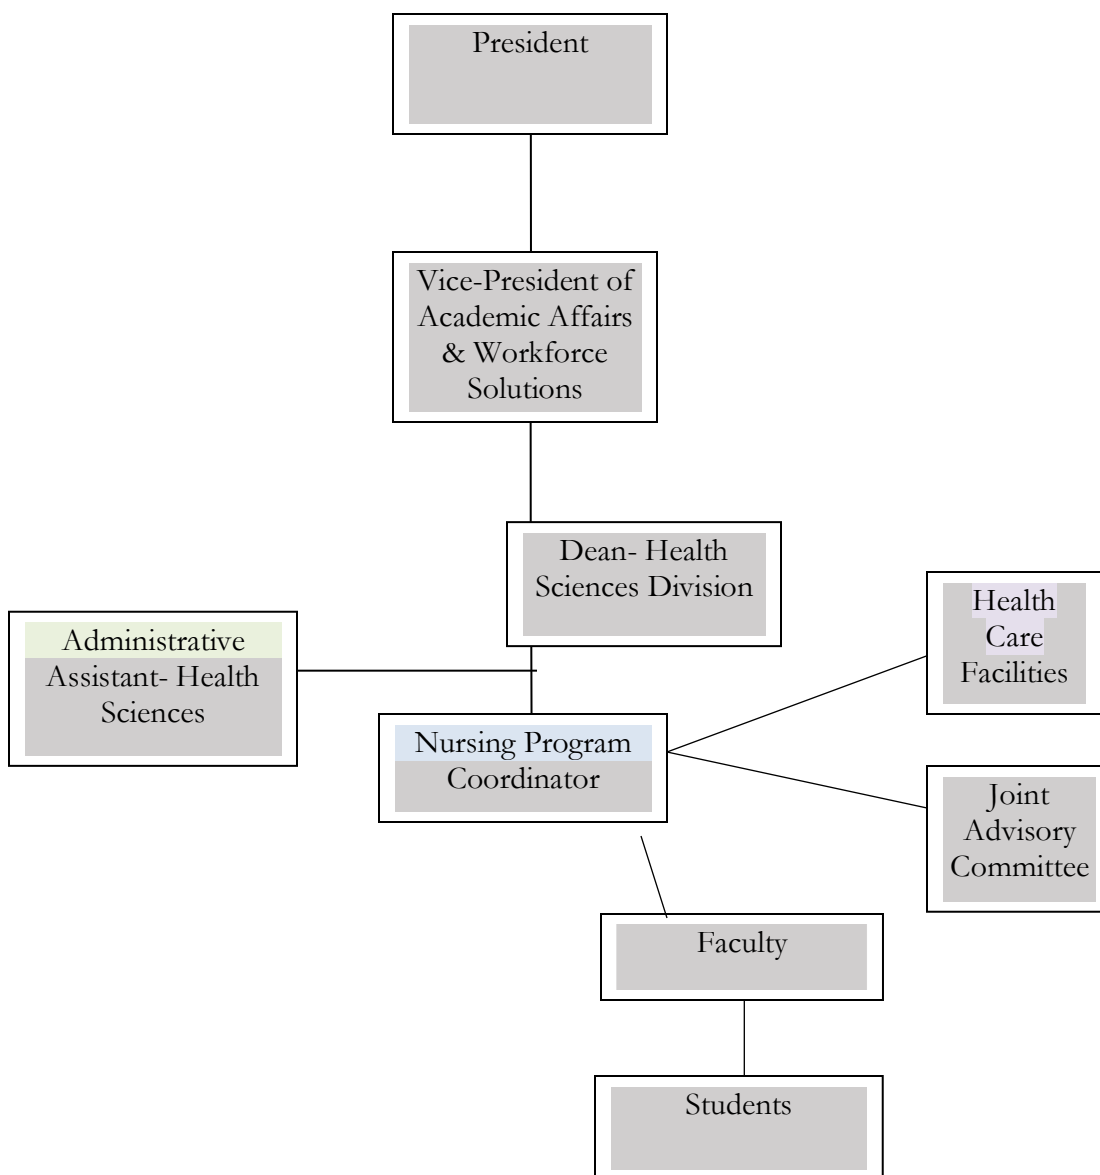 President
Vice-President of
Academic Affairs
& Workforce
Solutions
Dean- Health
Sciences Division
Administrative
Assistant- Health
Sciences
Health
Care
Facilities
Nursing Program
Coordinator
Joint
Advisory
Committee
Faculty
Students